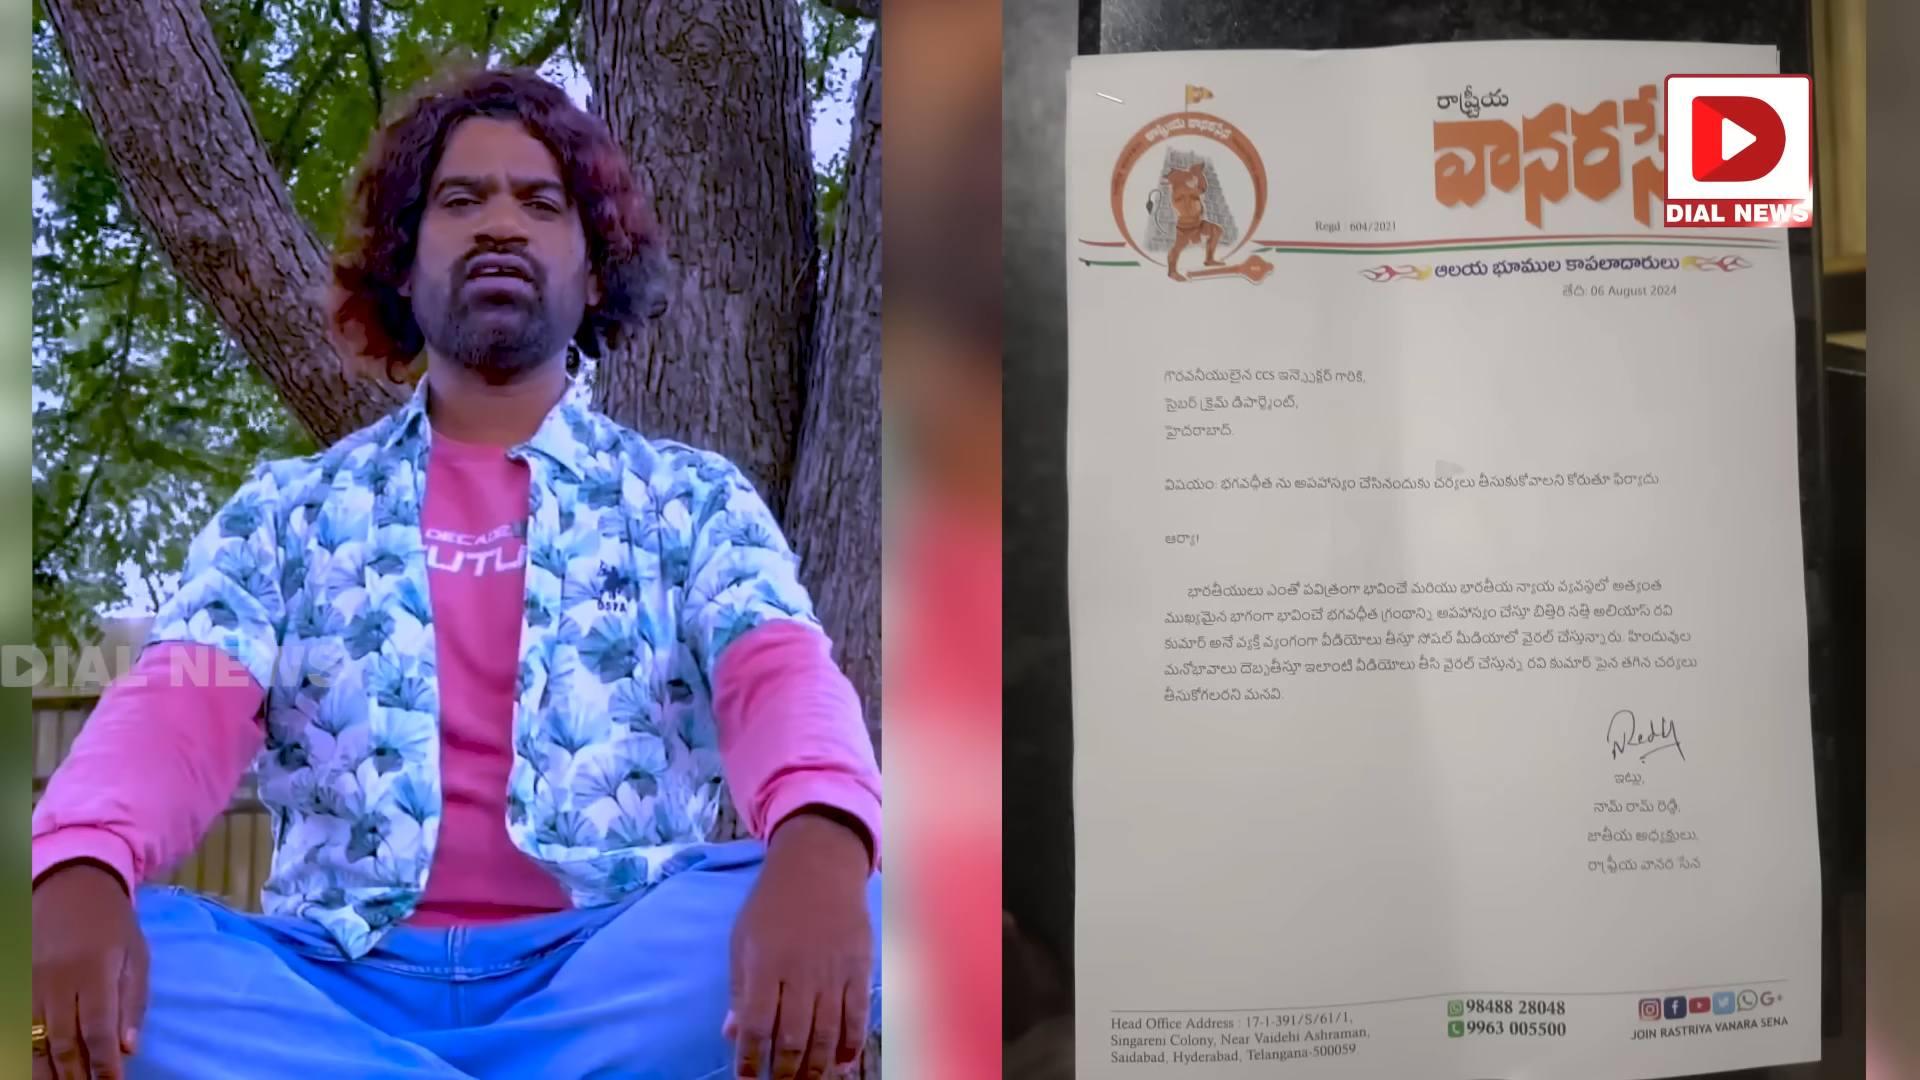 DECADE
FUTU
USPA
DIAL NEWS
రాష్ట్రీయ వానరసేన
రాష్ట్రీయ
వానరసే
DIAL NEWS
Regd : 604/2021
ఆలయ భూముల కాపలాదారులు
తేది: 06 August 2024
గౌరవనీయులైన ccs ఇన్స్పెక్టర్ గారికి,
సైబర్ క్రైమ్ డిపార్ట్మెంట్,
హైదరాబాద్.
విషయం: భగవద్గీత ను అపహాస్యం చేసినందుకు చర్యలు తీసుకుకోవాలని కోరుతూ ఫిర్యాదు
ఆర్యా!
భారతీయులు ఎంతో పవిత్రంగా భావించే మరియు భారతీయ న్యాయ వ్యవస్థలో అత్యంత
ముఖ్యమైన భాగంగా భావించే భగవద్గీత గ్రంథాన్ని అపహాస్యం చేస్తూ బిత్తిరి సత్తి అలియాస్ రవి
కుమార్ అనే వ్యక్తి వ్యంగంగా వీడియోలు తీస్తూ సోషల్ మీడియాలో వైరల్ చేస్తున్నారు. హిందువుల
మనోభావాలు దెబ్బతీస్తూ ఇలాంటి వీడియోలు తీసి వైరల్ చేస్తున్న రవి కుమార్ పైన తగిన చర్యలు
తీసుకోగలరని మనవి.
Redy
ఇట్లు,
నామ్ రామ్ రెడ్డి,
జాతీయ అధ్యక్షులు,
రాష్ట్రీయ వానర సేన
Head Office Address : 17-1-391/S/61/1,
Singareni Colony, Near Vaidehi Ashraman,
Saidabad, Hyderabad, Telangana-500059
98488 28048
9963 005500
G+
JOIN RASTRIYA VANARA SENA